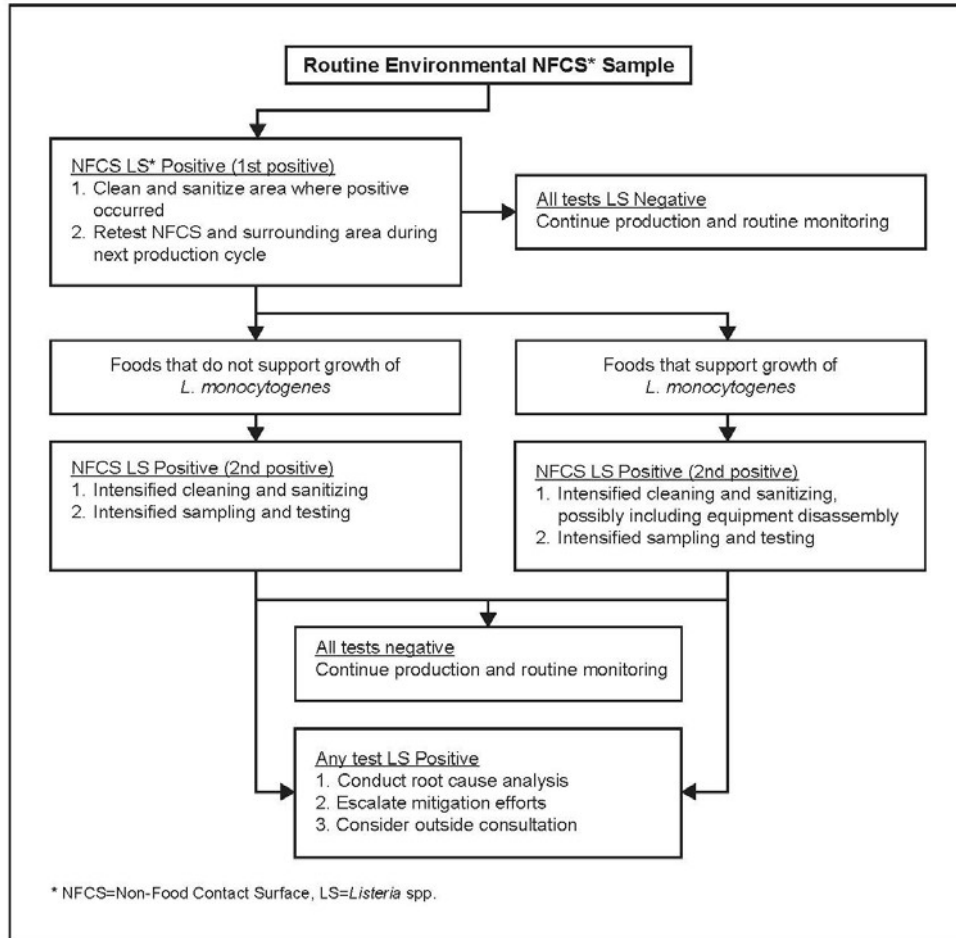 Routine Environmental NFCS* Sample
NFCS LS* Positive (1st positive)
1. Clean and sanitize area where positive
occurred
2. Retest NFCS and surrounding area during
next production cycle
All tests LS Negative
Continue production and routine monitoring
Foods that do not support growth of
L. monocytogenes
Foods that support growth of
L. monocytogenes
NFCS LS Positive (2nd positive)
1. Intensified cleaning and sanitizing
2. Intensified sampling and testing
NFCS LS Positive (2nd positive)
1. Intensified cleaning and sanitizing,
possibly including equipment disassembly
2. Intensified sampling and testing
All tests negative
Continue production and routine monitoring
Any test LS Positive
1. Conduct root cause analysis
2. Escalate mitigation efforts
3. Consider outside consultation
* NFCS=Non-Food Contact Surface, LS=Listeria spp.